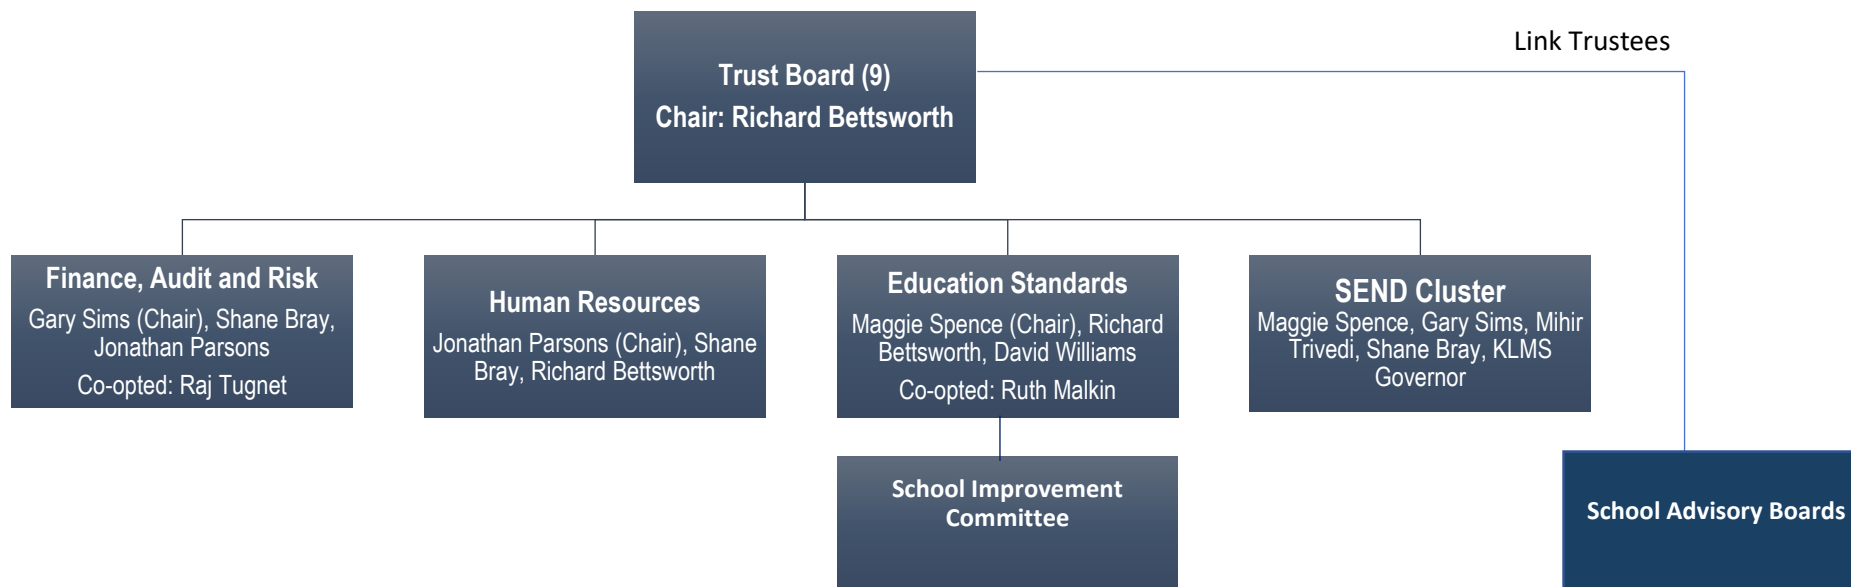 Link Trustees
Trust Board (9)
Chair: Richard Bettsworth
Finance, Audit and Risk
Gary Sims (Chair), Shane Bray,
Jonathan Parsons
Co-opted: Raj Tugnet
Human Resources
Jonathan Parsons (Chair), Shane
Bray, Richard Bettsworth
Education Standards
Maggie Spence (Chair), Richard
Bettsworth, David Williams
Co-opted: Ruth Malkin
SEND Cluster
Maggie Spence, Gary Sims, Mihir
Trivedi, Shane Bray, KLMS
Governor
School Improvement
Committee
School Advisory Boards